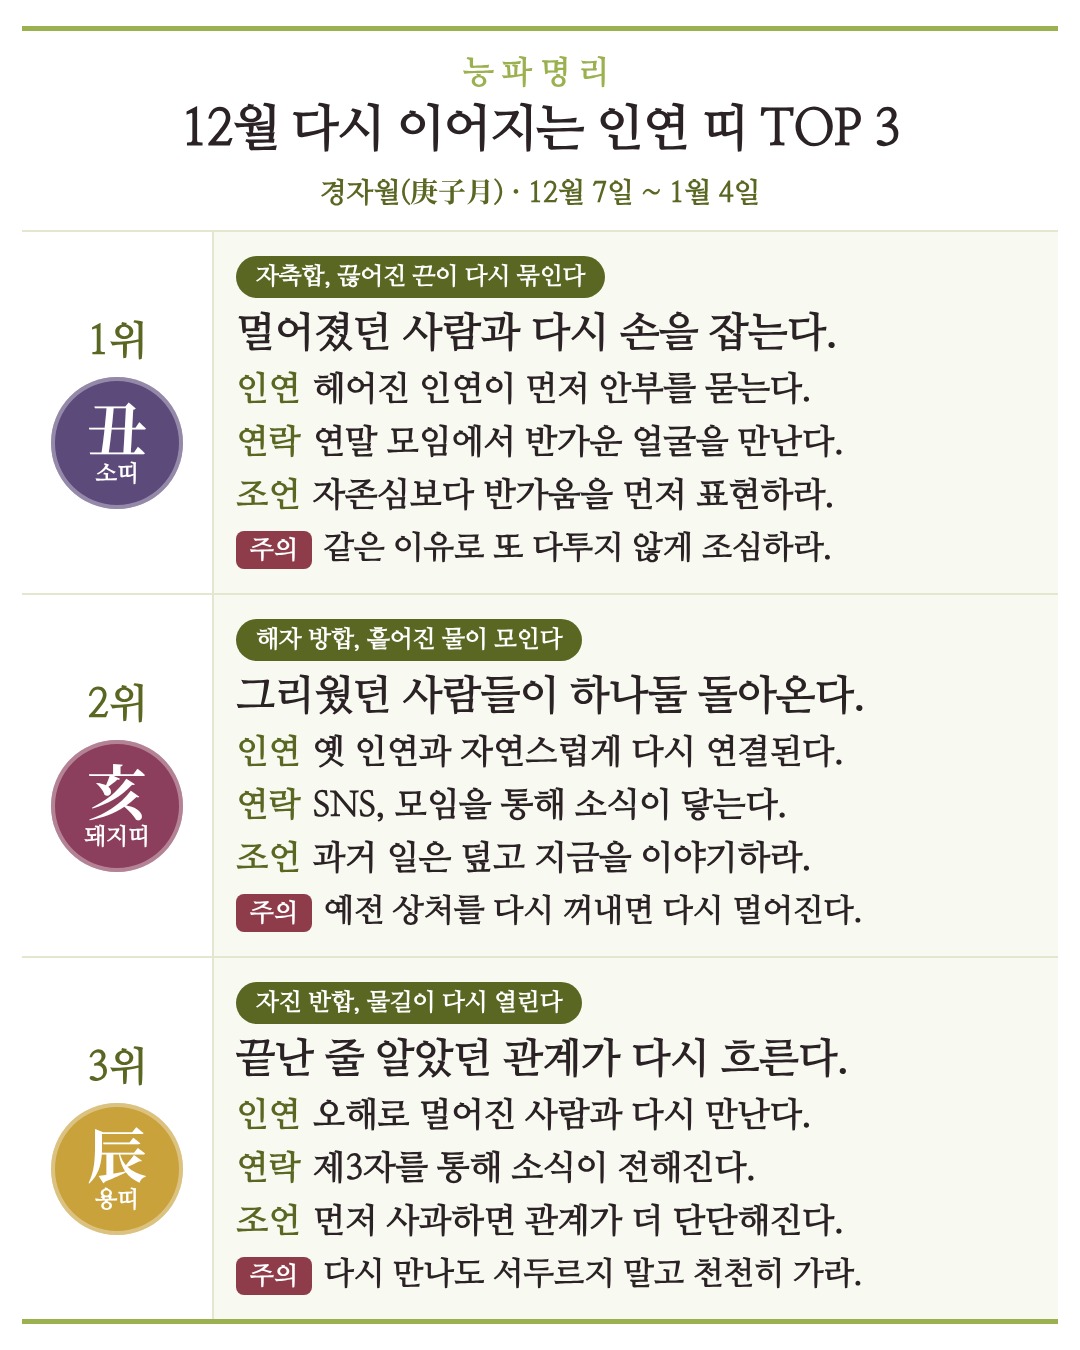 능파명리
12월 다시 이어지는 인연 띠 TOP 3
경자월(庚子月) · 12월 7일 ~ 1월 4일
1위
丑
소띠
자축합, 끊어진 끈이 다시 묶인다
멀어졌던 사람과 다시 손을 잡는다.
인연 헤어진 인연이 먼저 안부를 묻는다.
연락 연말 모임에서 반가운 얼굴을 만난다.
조언 자존심보다 반가움을 먼저 표현하라.
주의 같은 이유로 또 다투지 않게 조심하라.
2위
亥
돼지띠
해자 방합, 흩어진 물이 모인다
그리웠던 사람들이 하나둘 돌아온다.
인연 옛 인연과 자연스럽게 다시 연결된다.
연락 SNS, 모임을 통해 소식이 닿는다.
조언 과거 일은 덮고 지금을 이야기하라.
주의 예전 상처를 다시 꺼내면 다시 멀어진다.
3위
辰
용띠
자진 반합, 물길이 다시 열린다
끝난 줄 알았던 관계가 다시 흐른다.
인연 오해로 멀어진 사람과 다시 만난다.
연락 제3자를 통해 소식이 전해진다.
조언 먼저 사과하면 관계가 더 단단해진다.
주의 다시 만나도 서두르지 말고 천천히 가라.